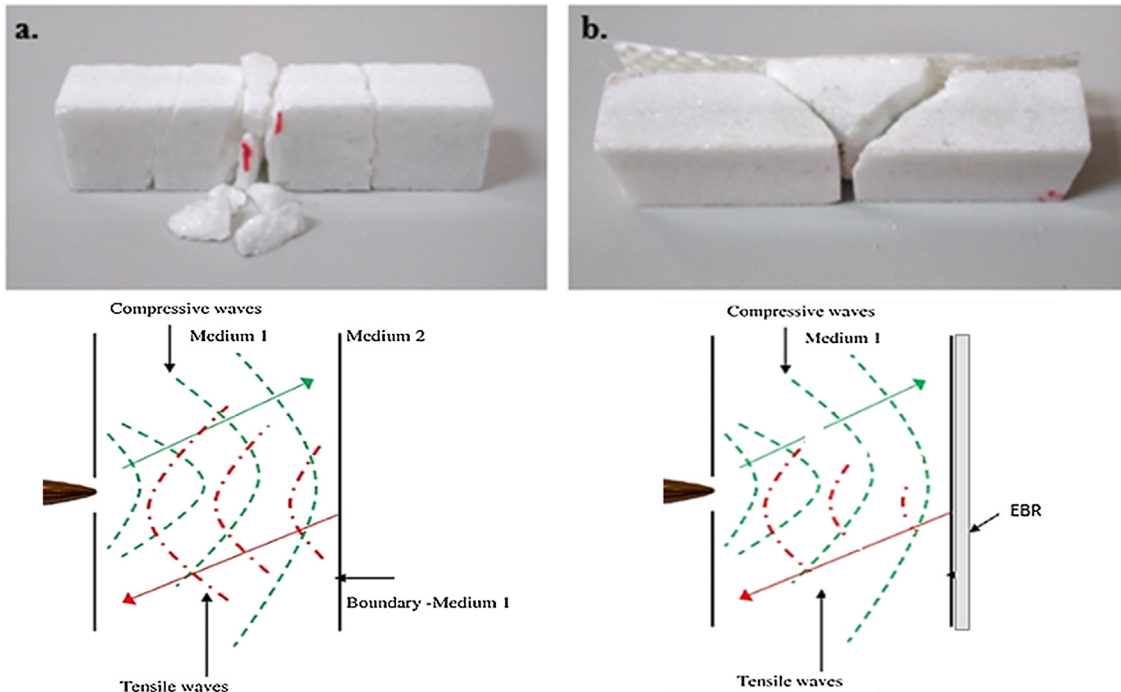 a.
b.
Compressive waves
Medium 1
Medium 2
Boundary -Medium 1
Tensile waves
Compressive waves
Medium 1
EBR
Tensile waves